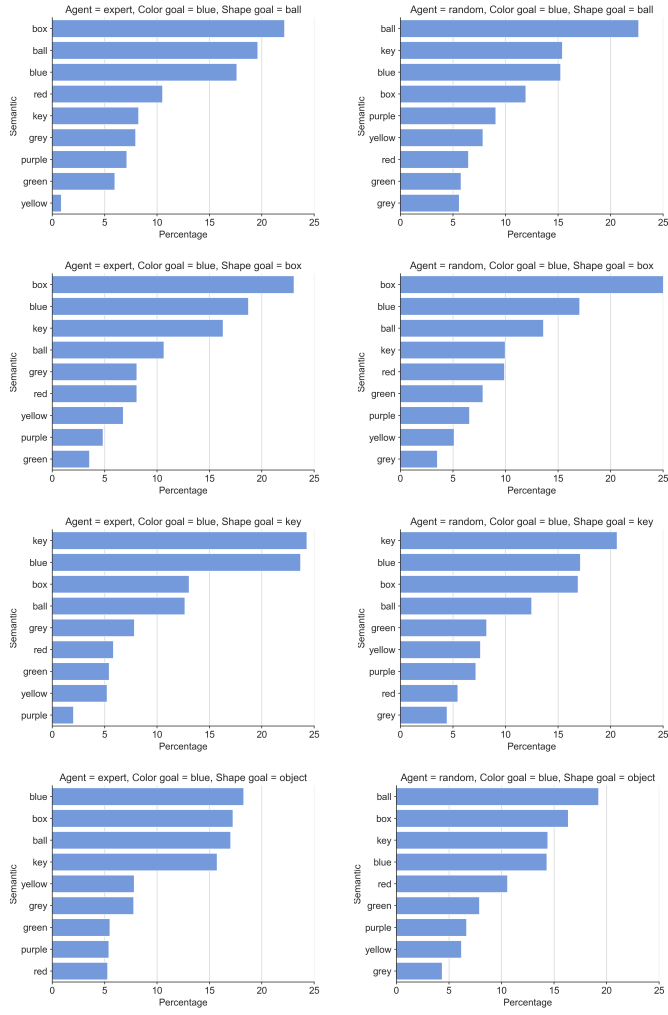 Agent = expert, Color goal = blue, Shape goal = ball
Semantic
box
ball
blue
red
key
grey
purple
green
yellow
0 5 10 15 20 25
Percentage
Agent = random, Color goal = blue, Shape goal = ball
Semantic
ball
key
blue
box
purple
yellow
red
green
grey
0 5 10 15 20 25
Percentage
Agent = expert, Color goal = blue, Shape goal = box
Semantic
box
blue
key
ball
grey
red
yellow
purple
green
0 5 10 15 20 25
Percentage
Agent = random, Color goal = blue, Shape goal = box
Semantic
box
blue
ball
key
red
green
purple
yellow
grey
0 5 10 15 20 25
Percentage
Agent = expert, Color goal = blue, Shape goal = key
Semantic
key
blue
box
ball
grey
red
green
yellow
purple
0 5 10 15 20 25
Percentage
Agent = random, Color goal = blue, Shape goal = key
Semantic
key
blue
box
ball
green
yellow
purple
red
grey
0 5 10 15 20 25
Percentage
Agent = expert, Color goal = blue, Shape goal = object
Semantic
blue
box
ball
key
yellow
grey
green
purple
red
0 5 10 15 20 25
Percentage
Agent = random, Color goal = blue, Shape goal = object
Semantic
ball
box
key
blue
red
green
purple
yellow
grey
0 5 10 15 20 25
Percentage